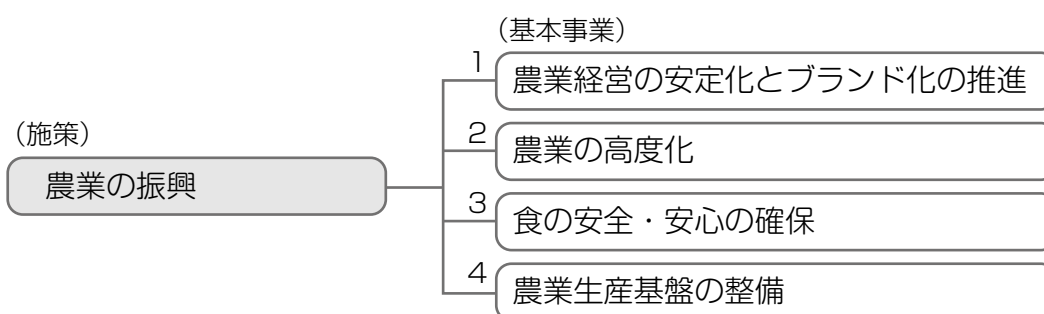 （基本事業）
1
農業経営の安定化とブランド化の推進
（施策）
2
農業の高度化
農業の振興
3
食の安全・安心の確保
4
農業生産基盤の整備